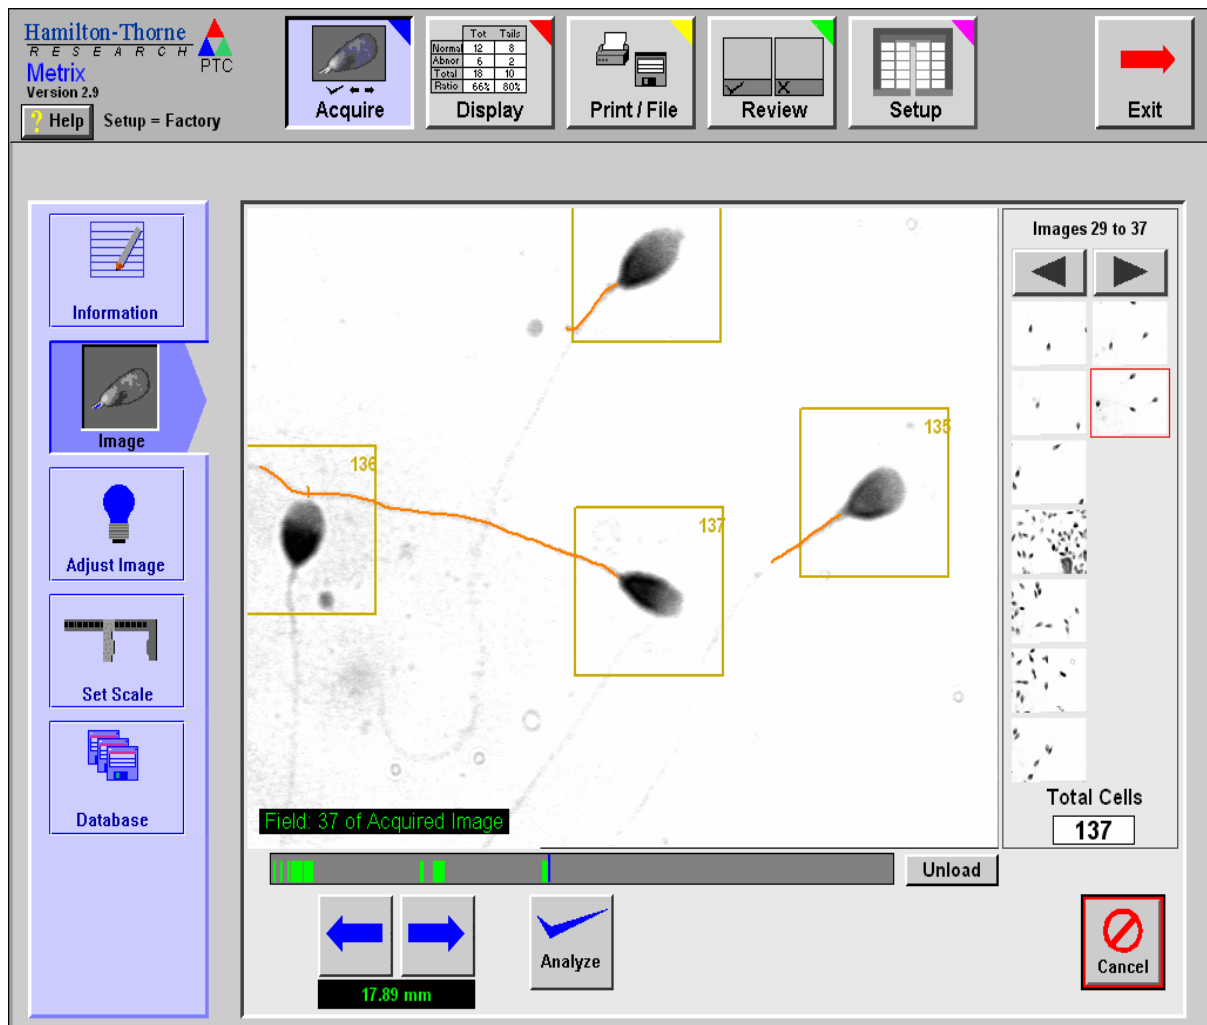 Hamilton-Thorne
RESEARCH
PTC
Metrix
Version 2.9
Help
Setup = Factory
Acquire
Tot Tails
Normal 12 8
Abnor 6 2
Total 18 10
Ratio 66% 80%
Display
Print / File
X
Review
Setup
Exit
Information
Image
Adjust Image
Set Scale
Database
136
137
135
Field: 37 of Acquired Image
Images 29 to 37
Total Cells
137
Unload
17.89 mm
Analyze
Cancel